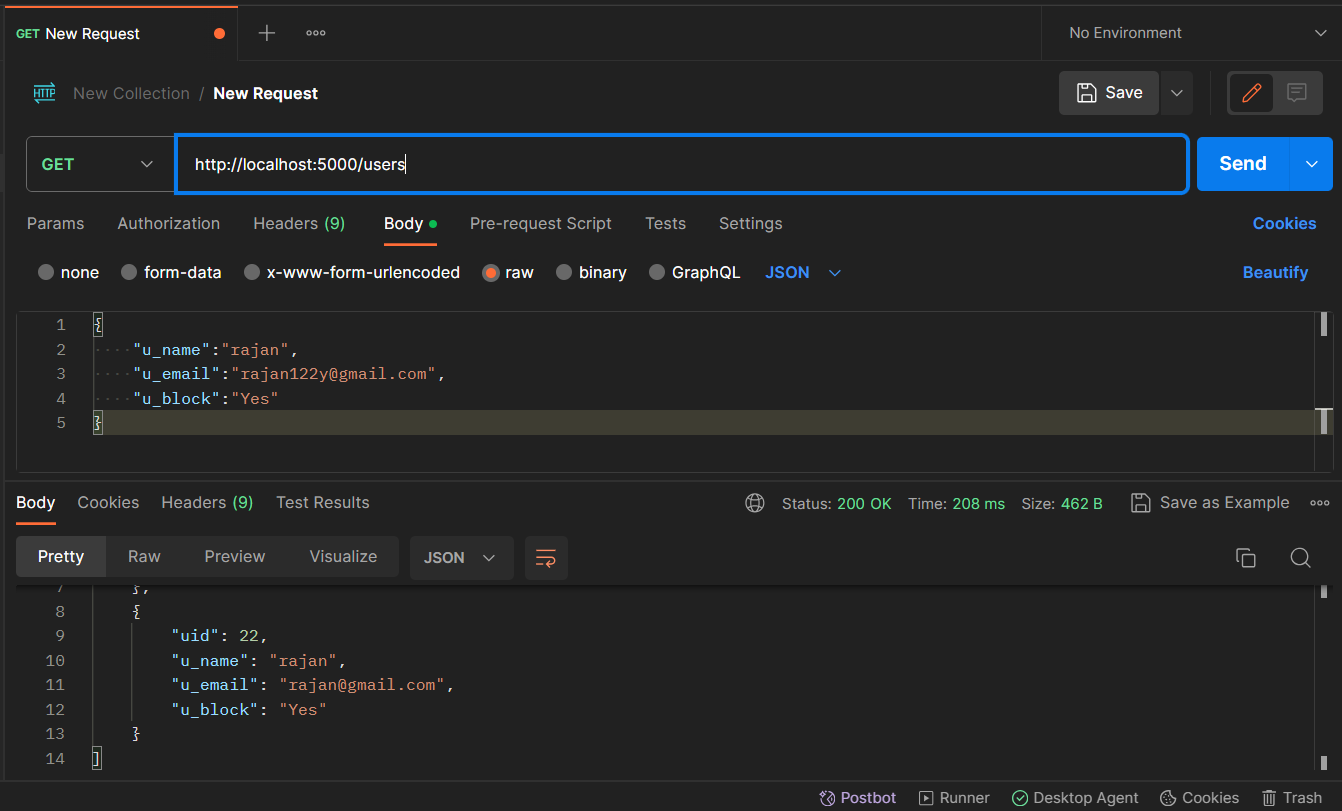 GET New Request No Environment
HTTP New Collection / New Request Save
GET http://localhost:5000/users Send
Params Authorization Headers (9) Body Pre-request Script Tests Settings Cookies
none form-data x-www-form-urlencoded raw binary GraphQL JSON Beautify
1 {
2 "u_name":"rajan",
3 "u_email":"rajan122y@gmail.com",
4 "u_block":"Yes"
5 }
Body Cookies Headers (9) Test Results Status: 200 OK Time: 208 ms Size: 462 B Save as Example
Pretty Raw Preview Visualize JSON
7 },
8 {
9 "uid": 22,
10 "u_name": "rajan",
11 "u_email": "rajan@gmail.com",
12 "u_block": "Yes"
13 }
14 ]
Postbot Runner Desktop Agent Cookies Trash